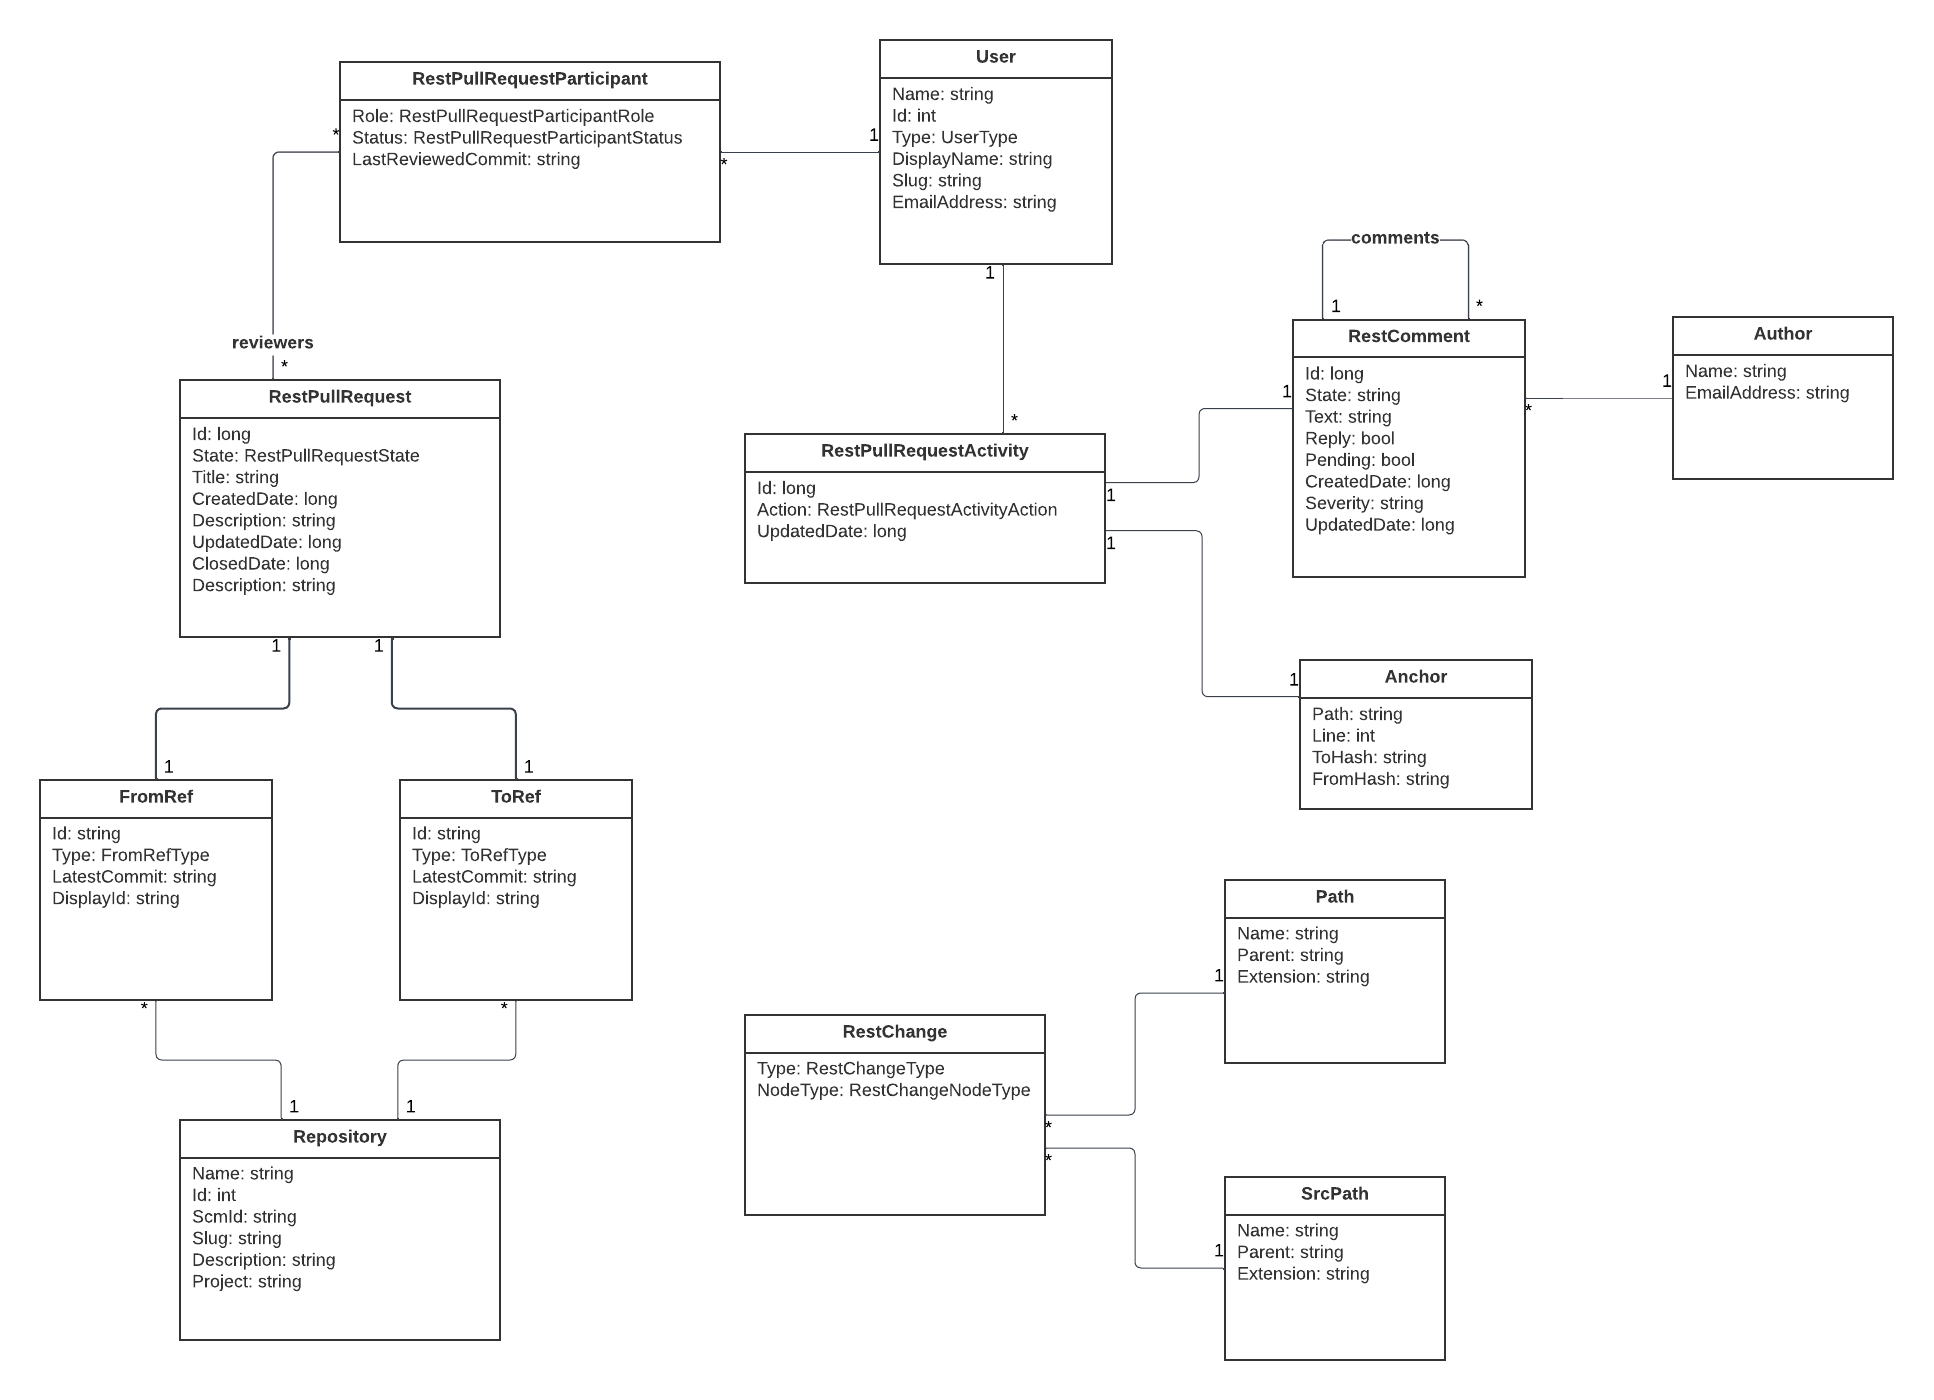 RestPullRequestParticipant
Role: RestPullRequestParticipantRole
Status: RestPullRequestParticipantStatus
LastReviewedCommit: string
*
*
1
User
Name: string
Id: int
Type: UserType
DisplayName: string
Slug: string
EmailAddress: string
1
*
reviewers
*
RestPullRequest
Id: long
State: RestPullRequestState
Title: string
CreatedDate: long
Description: string
UpdatedDate: long
ClosedDate: long
Description: string
1
1
RestPullRequestActivity
Id: long
Action: RestPullRequestActivityAction
UpdatedDate: long
1
1
comments
1
*
RestComment
Id: long
State: string
Text: string
Reply: bool
Pending: bool
CreatedDate: long
Severity: string
UpdatedDate: long
1
*
1
Author
Name: string
EmailAddress: string
1
Anchor
Path: string
Line: int
ToHash: string
FromHash: string
1
FromRef
Id: string
Type: FromRefType
LatestCommit: string
DisplayId: string
*
1
ToRef
Id: string
Type: ToRefType
LatestCommit: string
DisplayId: string
*
1
1
Repository
Name: string
Id: int
ScmId: string
Slug: string
Description: string
Project: string
RestChange
Type: RestChangeType
NodeType: RestChangeNodeType
*
*
1
Path
Name: string
Parent: string
Extension: string
1
SrcPath
Name: string
Parent: string
Extension: string